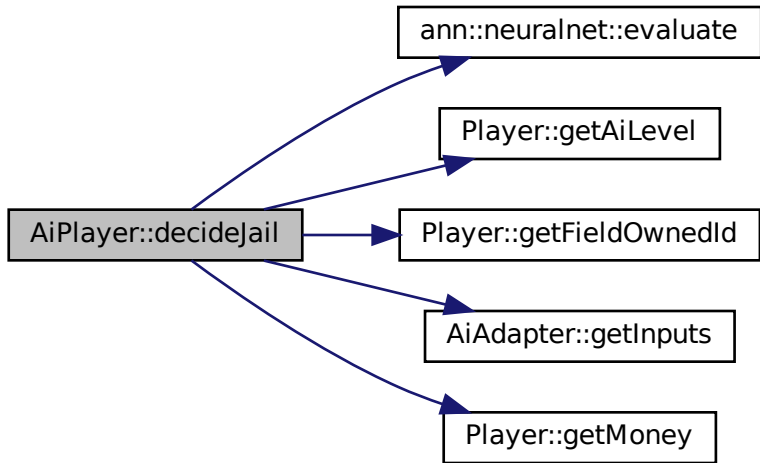 ann::neuralnet::evaluate
Player::getAiLevel
AiPlayer::decideJail
Player::getFieldOwnedId
AiAdapter::getInputs
Player::getMoney